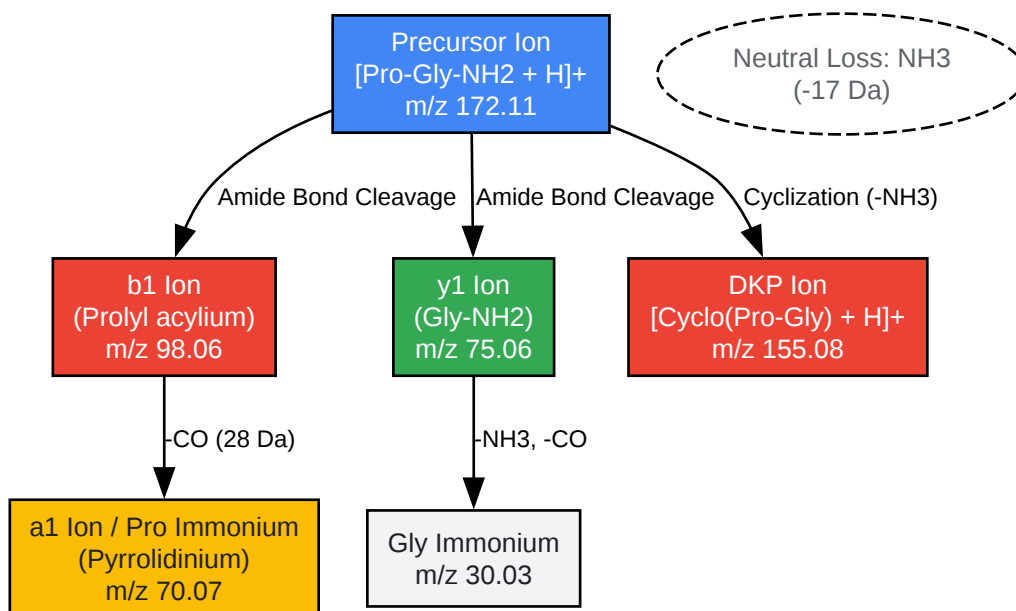 Precursor Ion
[Pro-Gly-NH2 + H]+
m/z 172.11
Neutral Loss: NH3
(-17 Da)
Amide Bond Cleavage
Amide Bond Cleavage
Cyclization (-NH3)
b1 Ion
(Prolyl acylium)
m/z 98.06
y1 Ion
(Gly-NH2)
m/z 75.06
DKP Ion
[Cyclo(Pro-Gly) + H]+
m/z 155.08
-CO (28 Da)
-NH3, -CO
a1 Ion / Pro Immonium
(Pyrrolidinium)
m/z 70.07
Gly Immonium
m/z 30.03